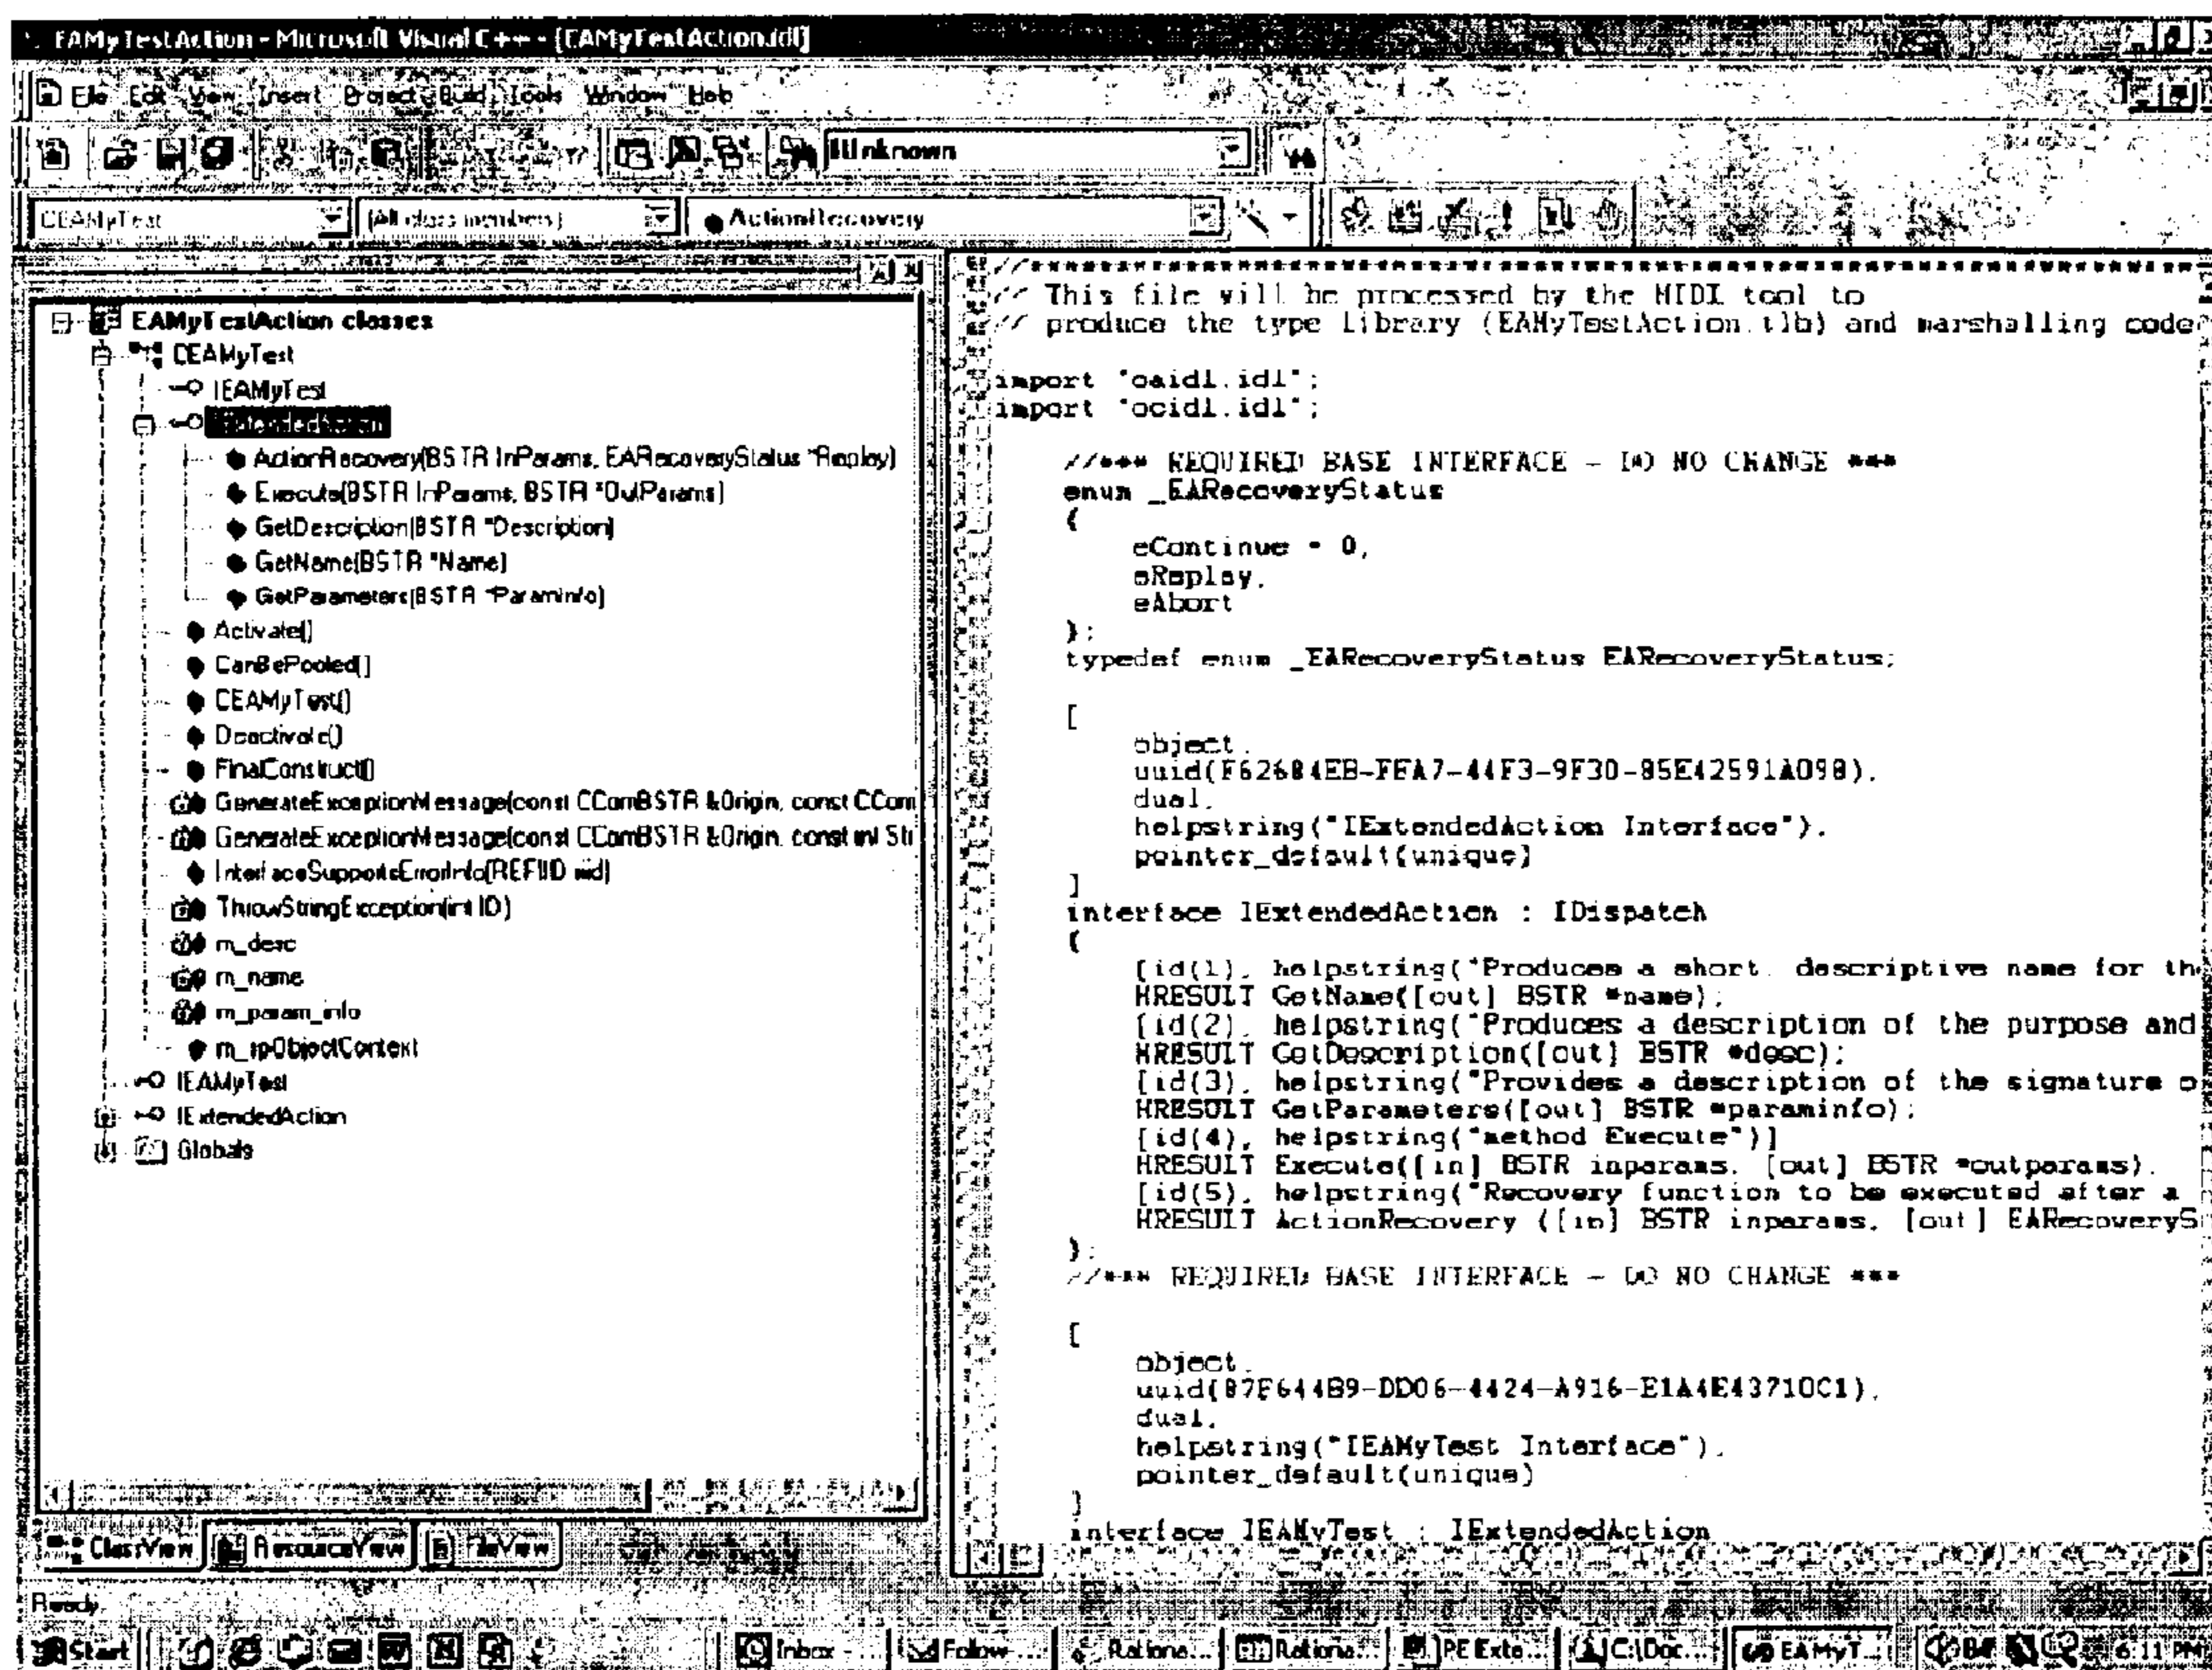 EAMyTestAction - Microsoft Visual C++ - [EAMyTestAction.idl]
File Edit View Insert Project Build Tools Window Help
IUnknown
CEAMyTest
[All class members]
ActionRecovery
EAMyTestAction classes
CEAMyTest
IEAMyTest
IExtendedAction
ActionRecovery(BSTR InParams, EARecoveryStatus *Replay)
Execute(BSTR InParams, BSTR *OutParams)
GetDescription(BSTR *Description)
GetName(BSTR *Name)
GetParameters(BSTR *Paraminfo)
Activate()
CanBePooled()
CEAMyTest()
Deactivate()
FinalConstruct()
GenerateExceptionMessage(const CComBSTR &Origin, const CCom
GenerateExceptionMessage(const CComBSTR &Origin, const int Stri
InterfaceSupportsErrorInfo(REFIID riid)
ThrowStringException(int ID)
m_desc
m_name
m_param_info
m_spObjectContext
IEAMyTest
IExtendedAction
Globals
ClassView
ResourceView
FileView
//*******************************************
// This file will be processed by the MIDL tool to
// produce the type library (EAMyTestAction.tlb) and marshalling code
import "oaidl.idl";
import "ocidl.idl";
//*** REQUIRED BASE INTERFACE - DO NO CHANGE ***
enum _EARecoveryStatus
{
eContinue = 0,
eReplay,
eAbort
};
typedef enum _EARecoveryStatus EARecoveryStatus;
[
object,
uuid(F62684EB-FFA7-44F3-9F30-85E42591A098),
dual,
helpstring("IExtendedAction Interface"),
pointer_default(unique)
]
interface IExtendedAction : IDispatch
{
[id(1), helpstring("Produces a short, descriptive name for the
HRESULT GetName([out] BSTR *name);
[id(2), helpstring("Produces a description of the purpose and
HRESULT GetDescription([out] BSTR *desc);
[id(3), helpstring("Provides a description of the signature o
HRESULT GetParameters([out] BSTR *paraminfo);
[id(4), helpstring("method Execute")]
HRESULT Execute([in] BSTR inparams, [out] BSTR *outparams);
[id(5), helpstring("Recovery function to be executed after a
HRESULT ActionRecovery ([in] BSTR inparams, [out] EARecoveryS
};
//*** REQUIRED BASE INTERFACE - DO NO CHANGE ***
[
object,
uuid(87F644B9-DD06-4424-A916-E1A4E43710C1),
dual,
helpstring("IEAMyTest Interface"),
pointer_default(unique)
]
interface IEAMyTest : IExtendedAction
Ready
Start
Inbox - ...
Follow-...
Rationa...
Rationa...
PE Exte...
C:\Doc...
EAMyT...
6:11 PM